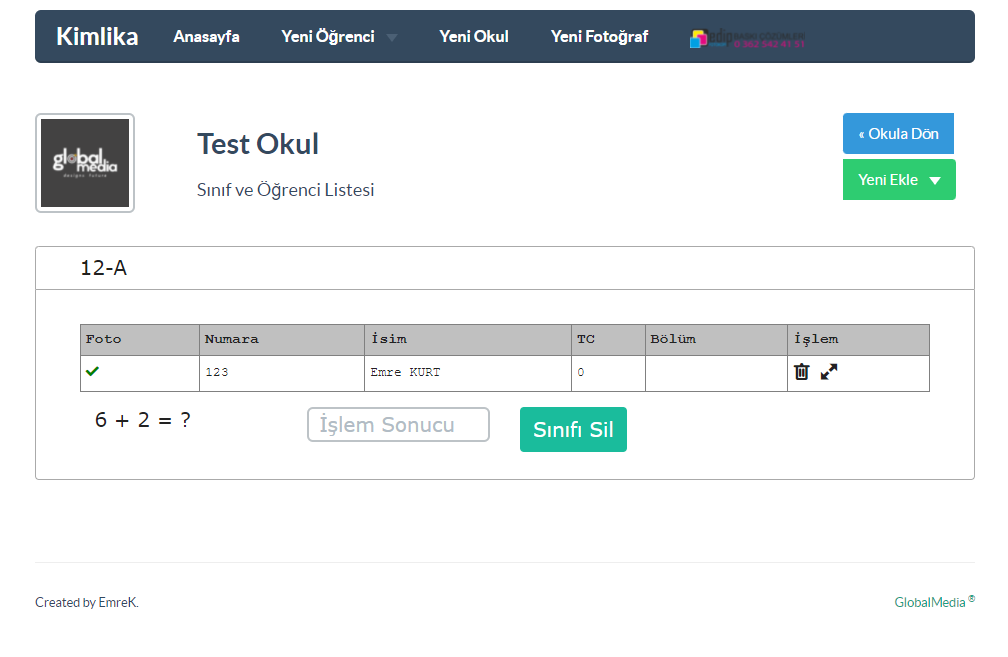 Kimlika Anasayfa Yeni Öğrenci Yeni Okul Yeni Fotoğraf
global
media
designs future
Test Okul
Sınıf ve Öğrenci Listesi
« Okula Dön
Yeni Ekle
12-A
Foto Numara İsim TC Bölüm İşlem
123 Emre KURT 0
6 + 2 = ? İşlem Sonucu Sınıfı Sil
Created by EmreK. GlobalMedia ®